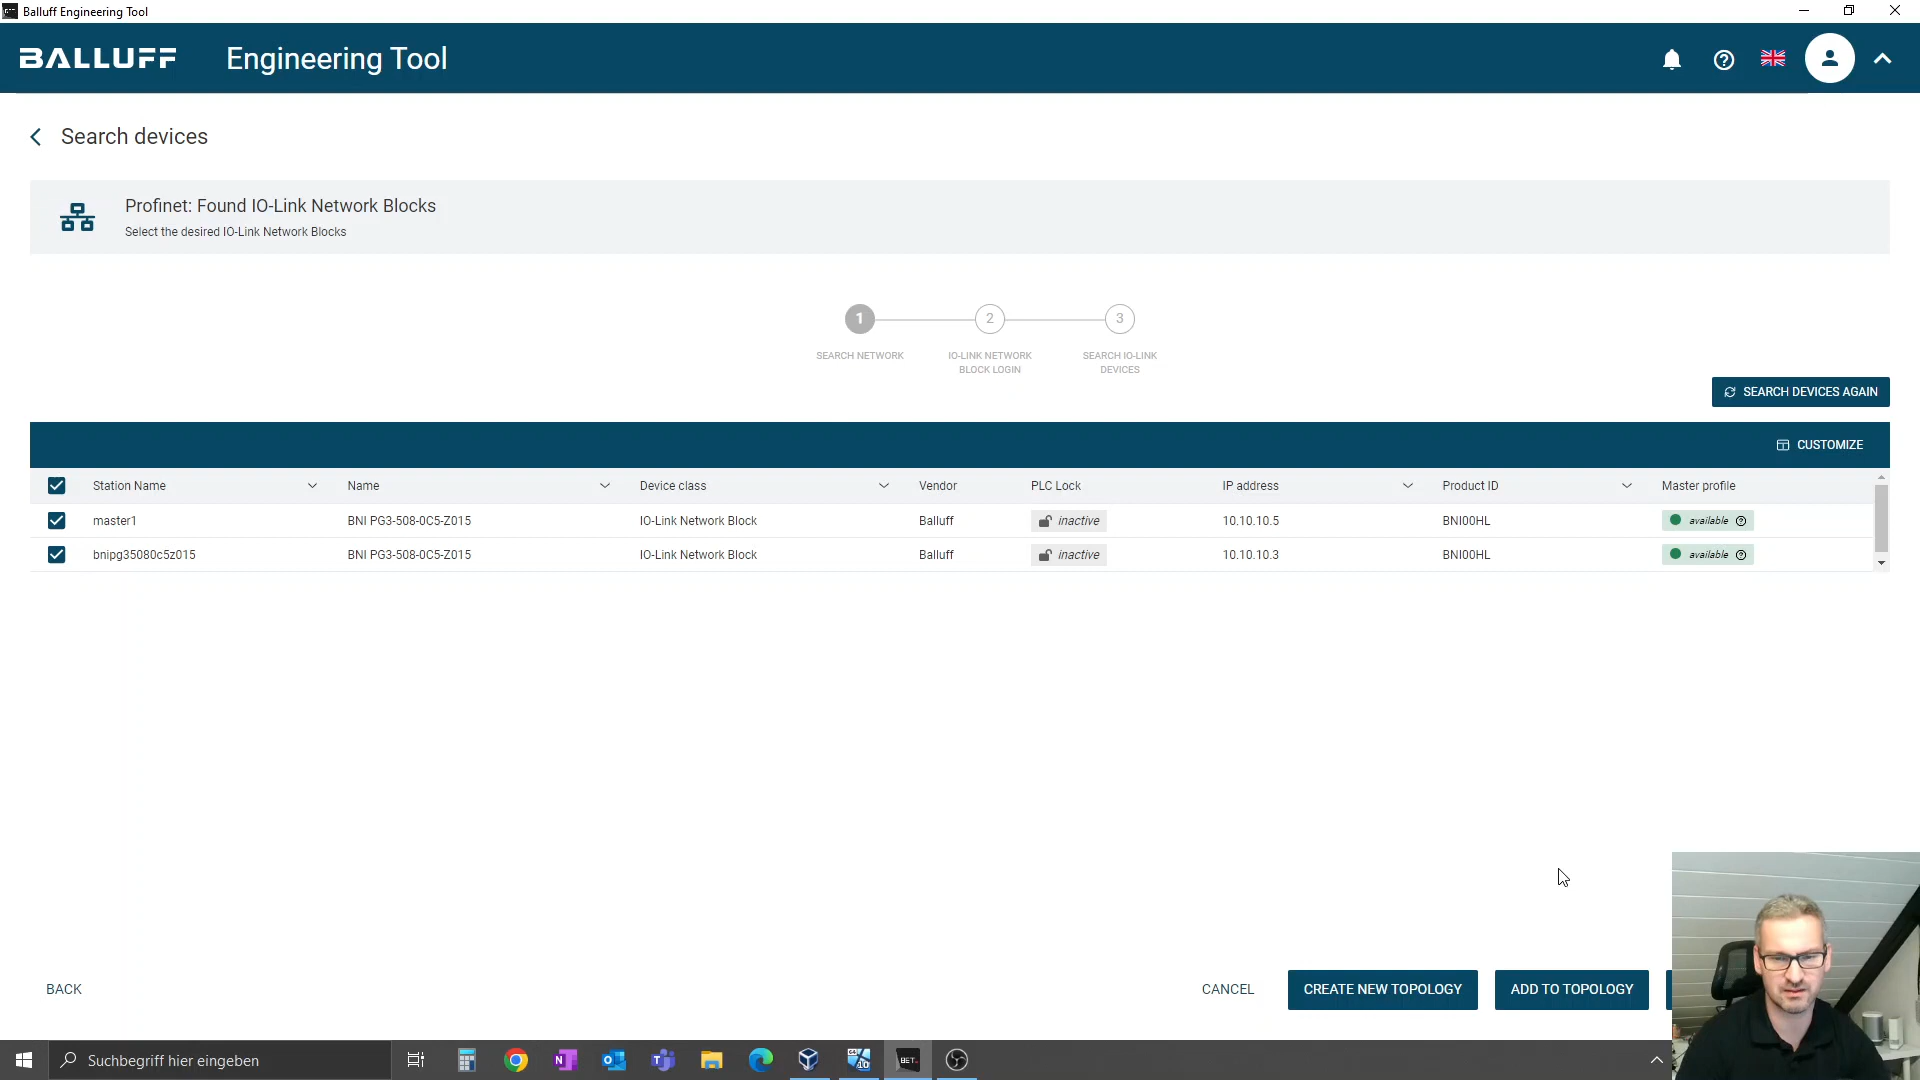 Balluff Engineering Tool
BALLUFF Engineering Tool
Search devices
Profinet: Found IO-Link Network Blocks
Select the desired IO-Link Network Blocks
1 2 3
SEARCH NETWORK IO-LINK NETWORK SEARCH IO-LINK
BLOCK LOGIN DEVICES
SEARCH DEVICES AGAIN
CUSTOMIZE
Station Name Name Device class Vendor PLC Lock IP address Product ID Master profile
master1 BNI PG3-508-0C5-Z015 IO-Link Network Block Balluff inactive 10.10.10.5 BNI00HL available
bnipg35080c5z015 BNI PG3-508-0C5-Z015 IO-Link Network Block Balluff inactive 10.10.10.3 BNI00HL available
BACK CANCEL CREATE NEW TOPOLOGY ADD TO TOPOLOGY
Suchbegriff hier eingeben
BET